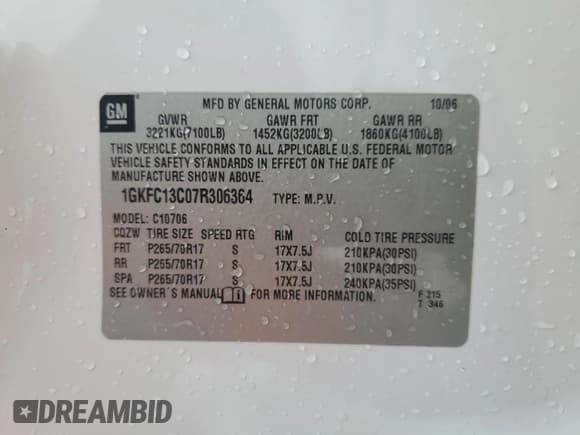 GM
MFD BY GENERAL MOTORS CORP. 10/06
GVWR GAWR FRT GAWR RR
3221KG(7100LB) 1452KG(3200LB) 1860KG(4100LB)
THIS VEHICLE CONFORMS TO ALL APPLICABLE U.S. FEDERAL MOTOR
VEHICLE SAFETY STANDARDS IN EFFECT ON THE DATE OF
MANUFACTURE SHOWN ABOVE.
1GKFC13C07R306364 TYPE: M.P.V.
MODEL: C10706
CQZW TIRE SIZE SPEED RTG RIM COLD TIRE PRESSURE
FRT P265/70R17 S 17X7.5J 210KPA(30PSI)
RR P265/70R17 S 17X7.5J 210KPA(30PSI)
SPA P265/70R17 S 17X7.5J 240KPA(35PSI)
SEE OWNER'S MANUAL FOR MORE INFORMATION.
F 215
7 346
DREAMBID